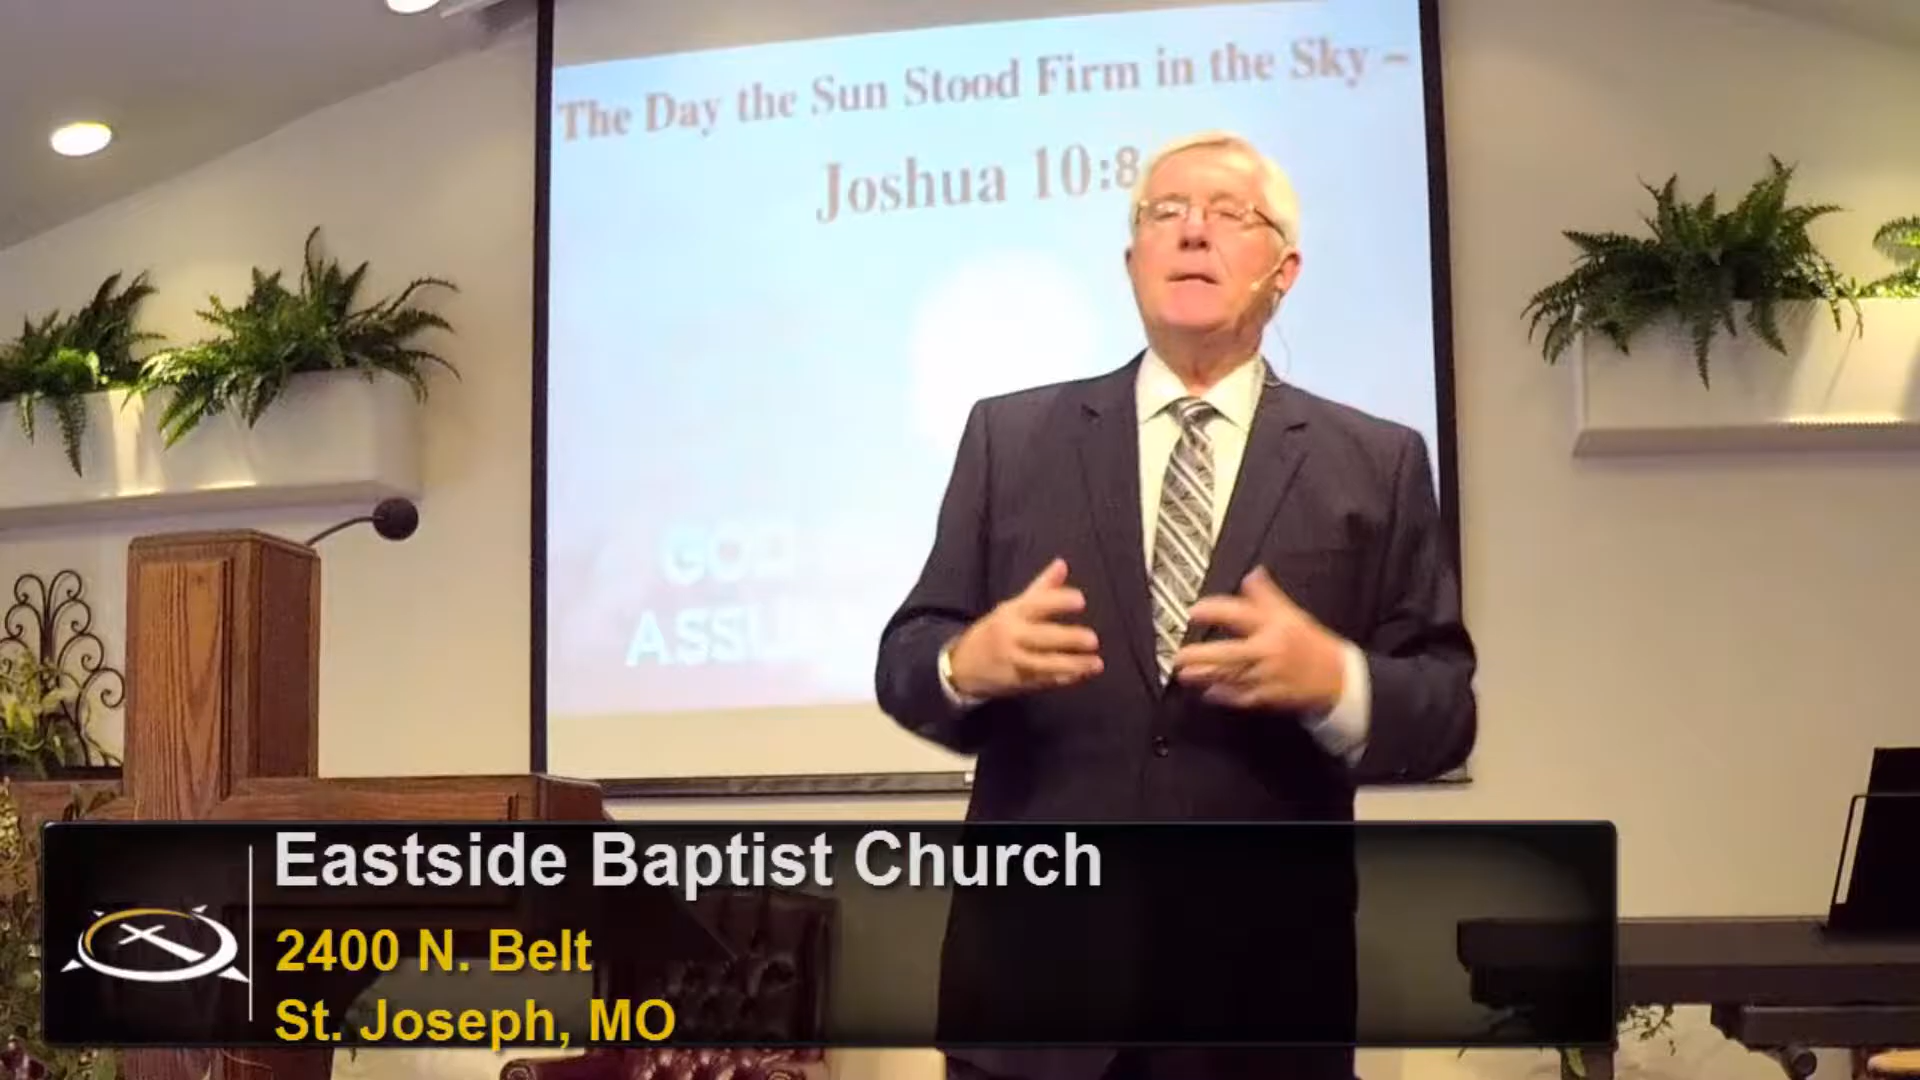 The Day the Sun Stood Firm in the Sky –
Joshua 10:8
GOD
Eastside Baptist Church
2400 N. Belt
St. Joseph, MO